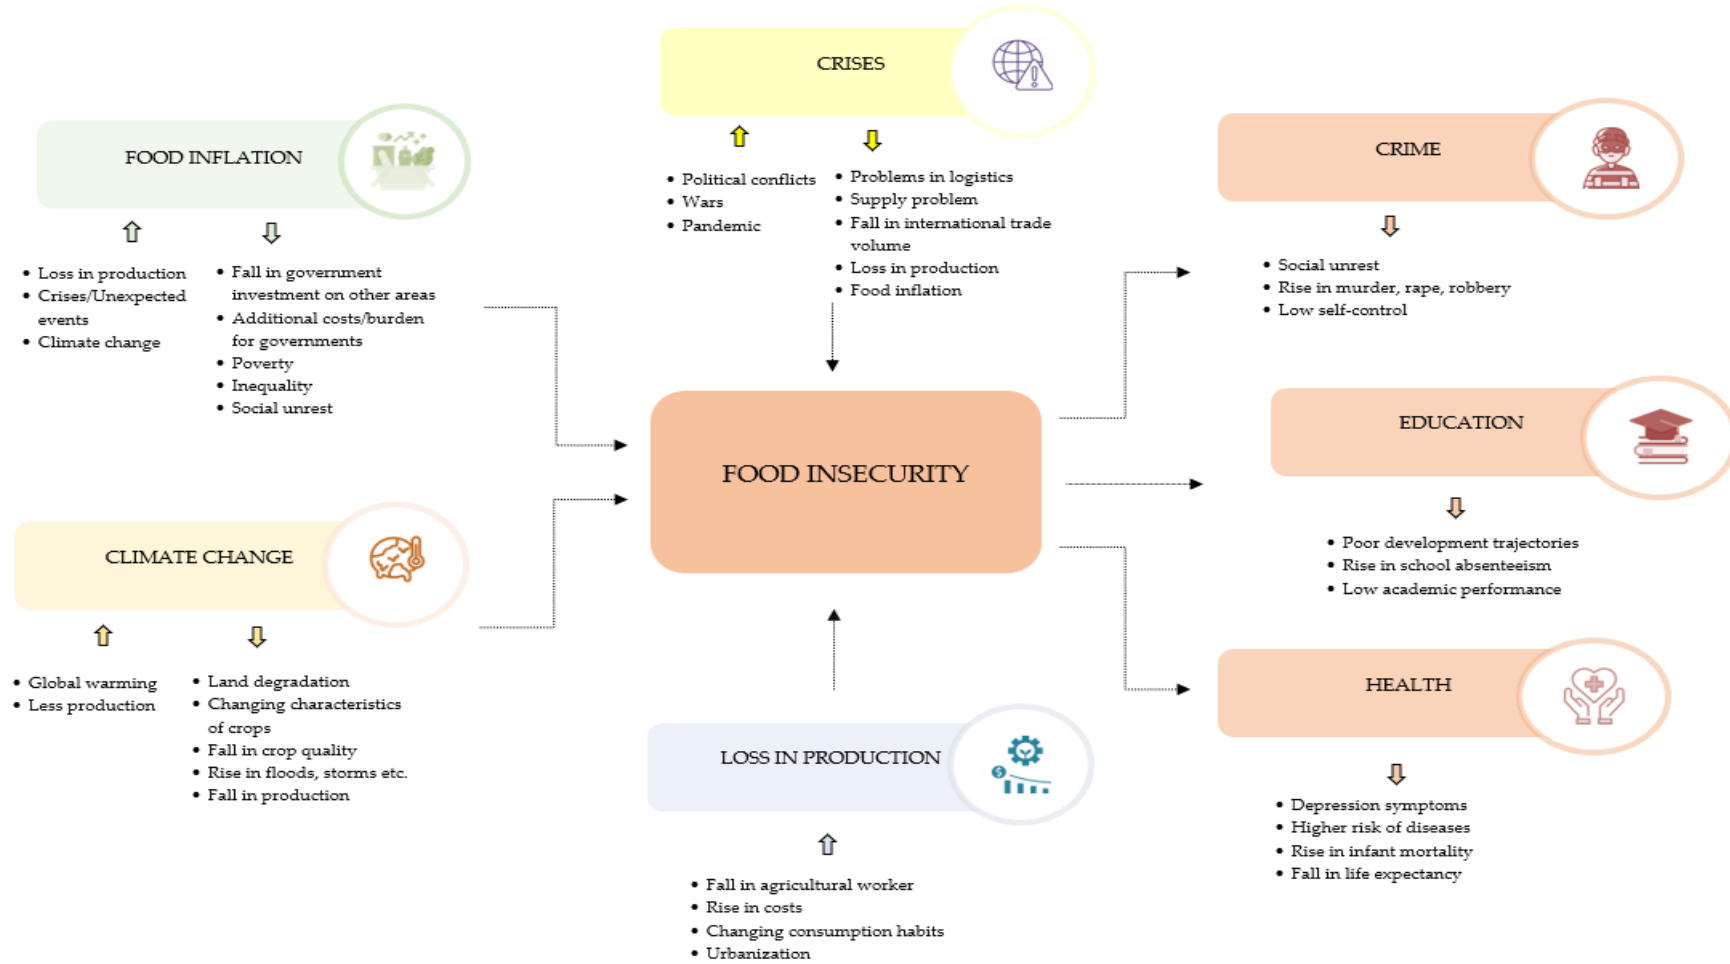 CRISES
• Political conflicts
• Wars
• Pandemic
• Problems in logistics
• Supply problem
• Fall in international trade
volume
• Loss in production
• Food inflation
FOOD INFLATION
• Loss in production
• Crises/Unexpected
events
• Climate change
• Fall in government
investment on other areas
• Additional costs/burden
for governments
• Poverty
• Inequality
• Social unrest
CLIMATE CHANGE
• Global warming
• Less production
• Land degradation
• Changing characteristics
of crops
• Fall in crop quality
• Rise in floods, storms etc.
• Fall in production
FOOD INSECURITY
LOSS IN PRODUCTION
• Fall in agricultural worker
• Rise in costs
• Changing consumption habits
• Urbanization
CRIME
• Social unrest
• Rise in murder, rape, robbery
• Low self-control
EDUCATION
• Poor development trajectories
• Rise in school absenteeism
• Low academic performance
HEALTH
• Depression symptoms
• Higher risk of diseases
• Rise in infant mortality
• Fall in life expectancy